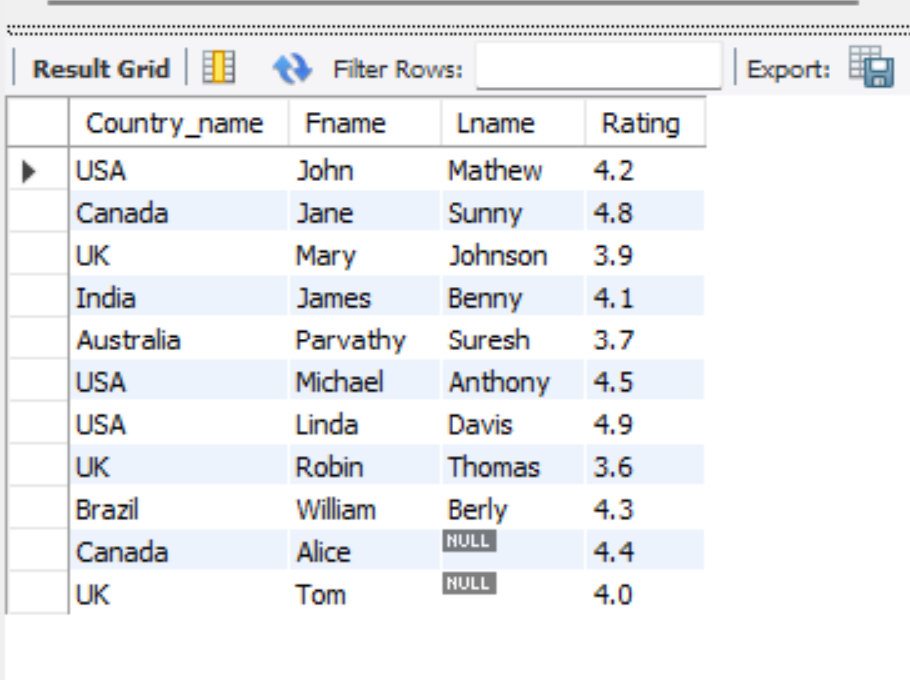 Result Grid Filter Rows: Export:
Country_name Fname Lname Rating
USA John Mathew 4.2
Canada Jane Sunny 4.8
UK Mary Johnson 3.9
India James Benny 4.1
Australia Parvathy Suresh 3.7
USA Michael Anthony 4.5
USA Linda Davis 4.9
UK Robin Thomas 3.6
Brazil William Berly 4.3
Canada Alice NULL 4.4
UK Tom NULL 4.0